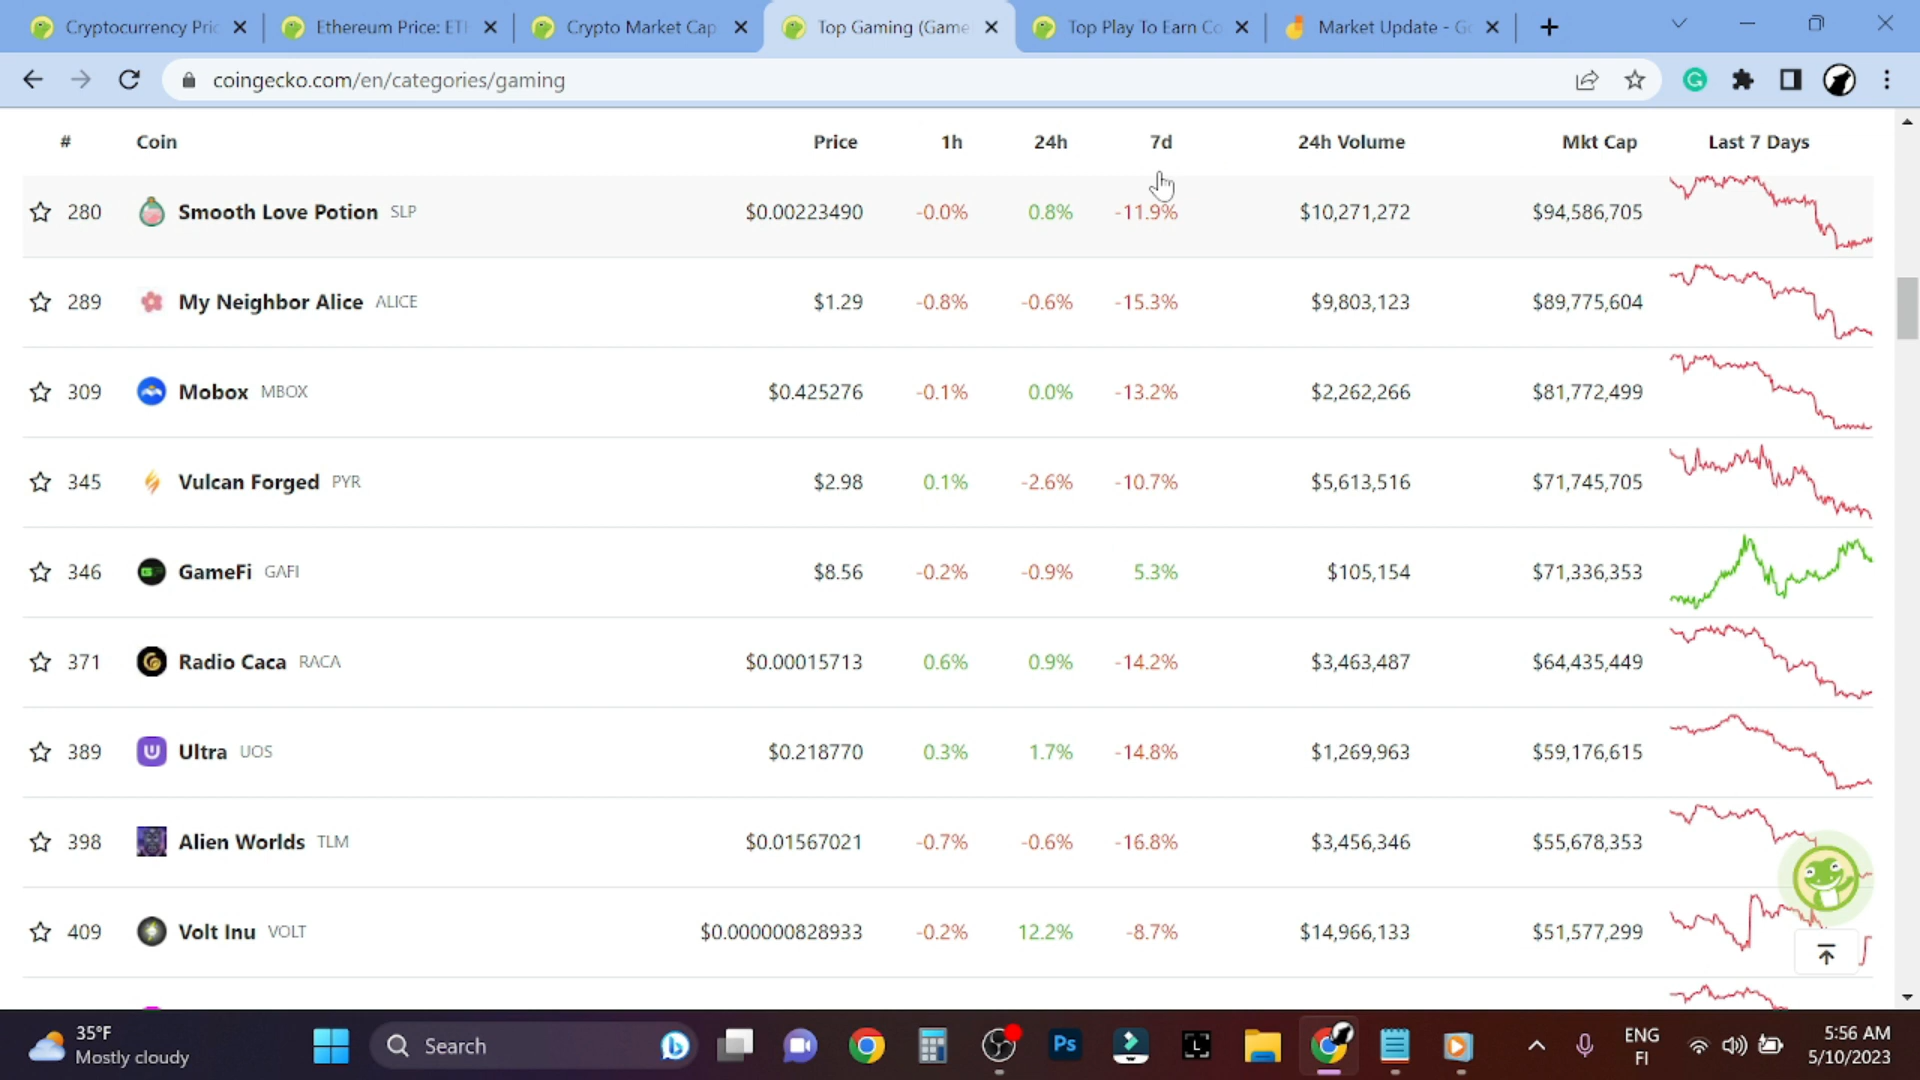 Cryptocurrency Pric
Ethereum Price: ETH
Crypto Market Cap
Top Gaming (Game
Top Play To Earn Co
Market Update - Go
coingecko.com/en/categories/gaming
# Coin Price 1h 24h 7d 24h Volume Mkt Cap Last 7 Days
280 Smooth Love Potion SLP $0.00223490 -0.0% 0.8% -11.9% $10,271,272 $94,586,705
289 My Neighbor Alice ALICE $1.29 -0.8% -0.6% -15.3% $9,803,123 $89,775,604
309 Mobox MBOX $0.425276 -0.1% 0.0% -13.2% $2,262,266 $81,772,499
345 Vulcan Forged PYR $2.98 0.1% -2.6% -10.7% $5,613,516 $71,745,705
346 GameFi GAFI $8.56 -0.2% -0.9% 5.3% $105,154 $71,336,353
371 Radio Caca RACA $0.00015713 0.6% 0.9% -14.2% $3,463,487 $64,435,449
389 Ultra UOS $0.218770 0.3% 1.7% -14.8% $1,269,963 $59,176,615
398 Alien Worlds TLM $0.01567021 -0.7% -0.6% -16.8% $3,456,346 $55,678,353
409 Volt Inu VOLT $0.000000828933 -0.2% 12.2% -8.7% $14,966,133 $51,577,299
35°F
Mostly cloudy
Search
Ps
L
ENG
FI
5:56 AM
5/10/2023